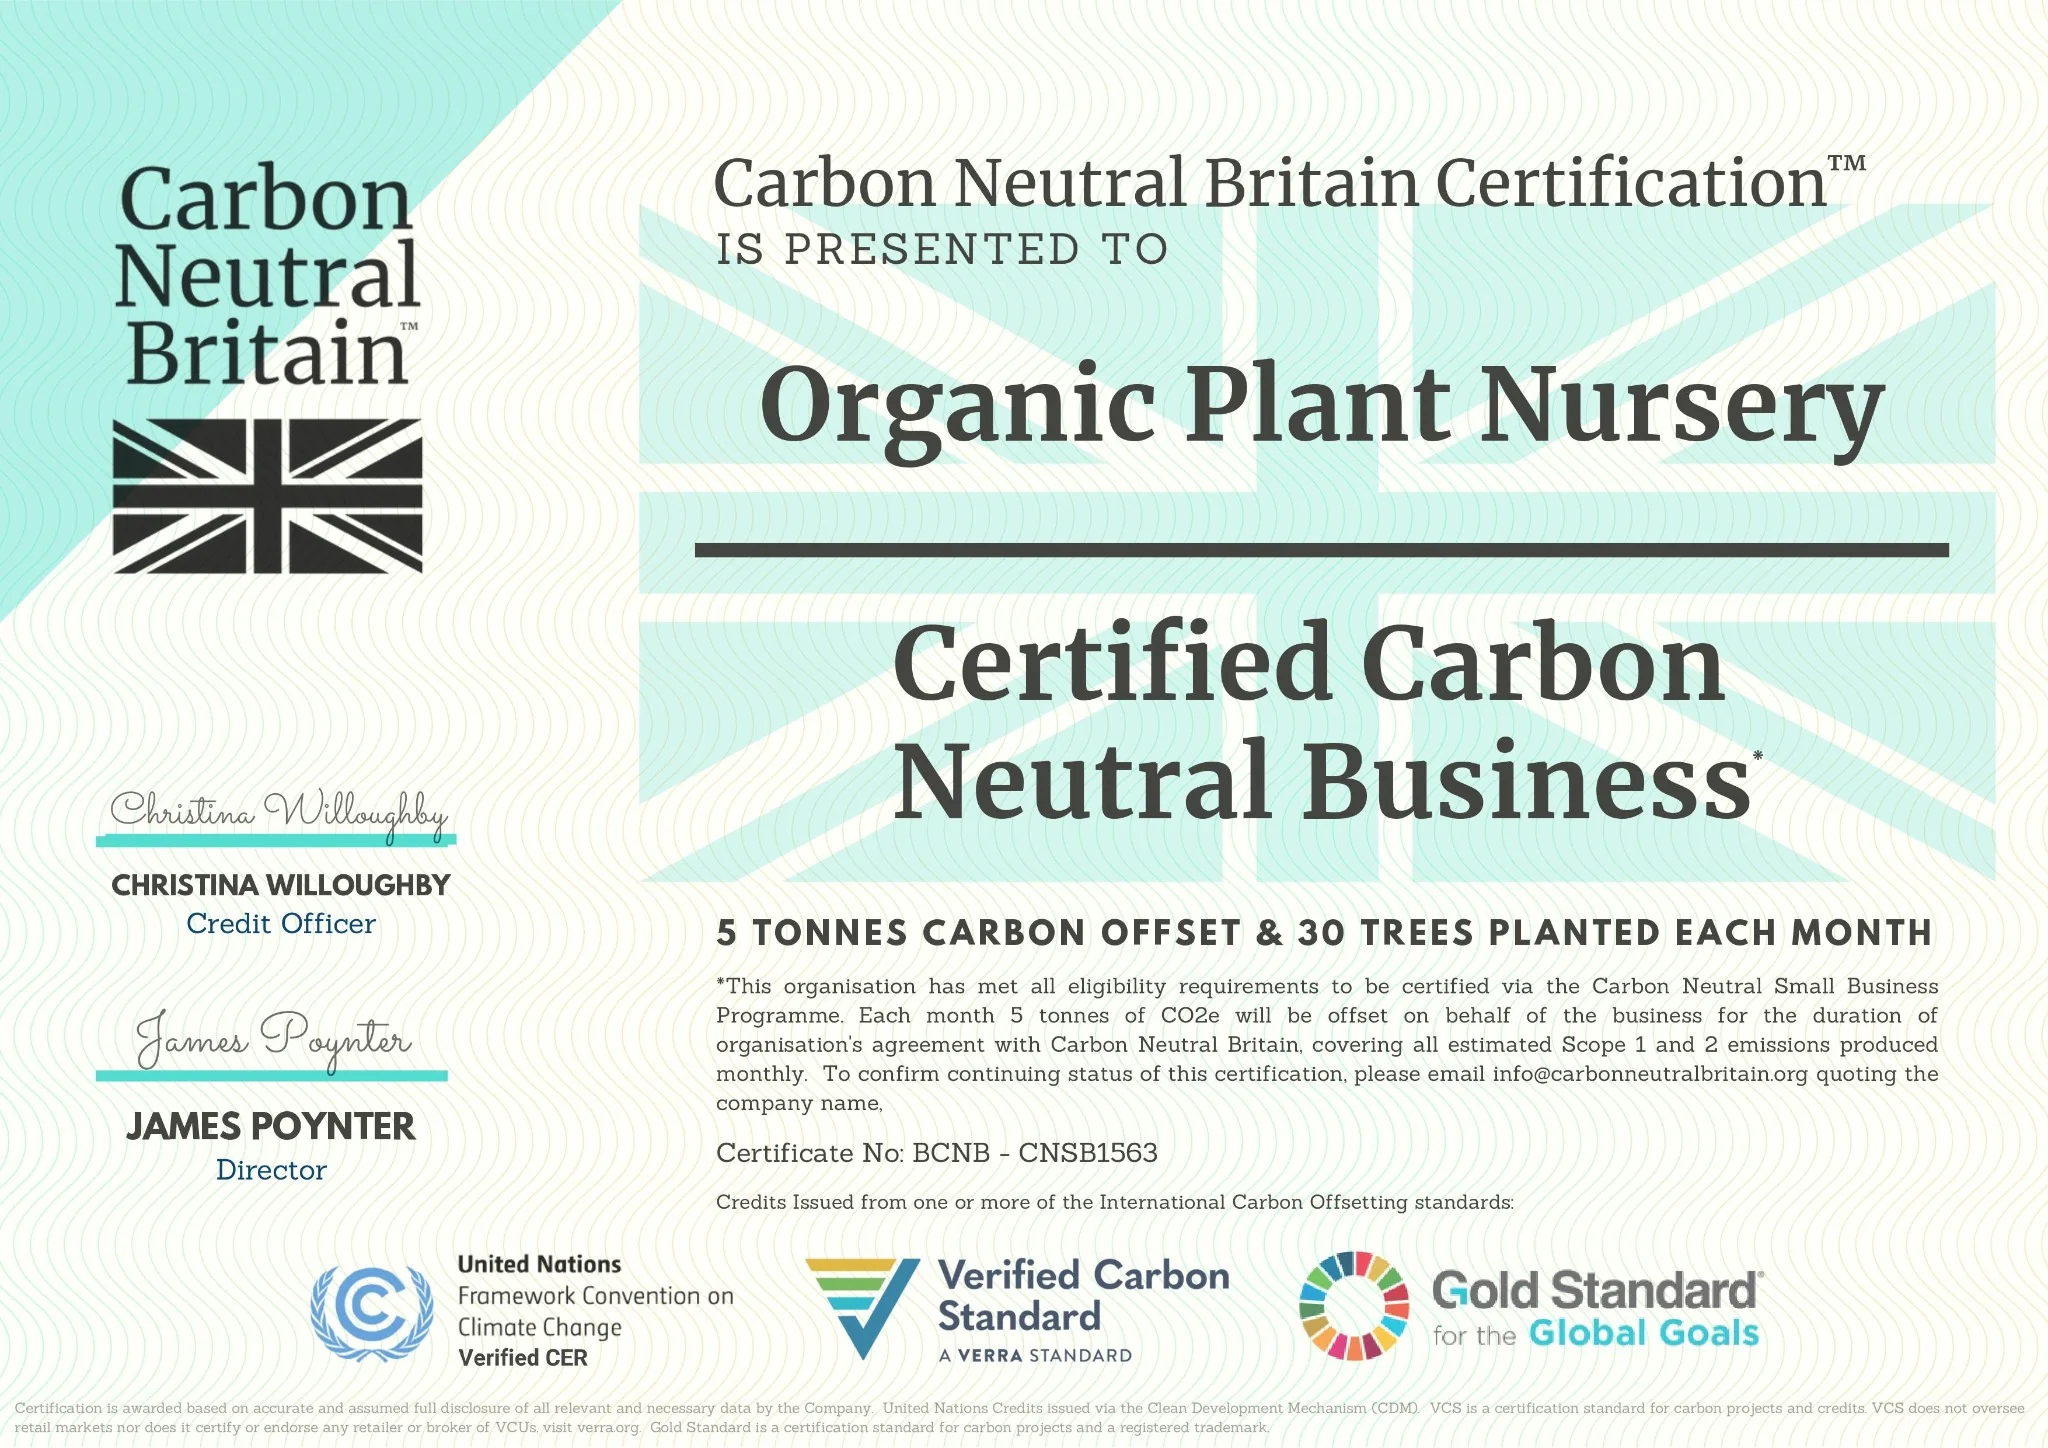 Carbon
Neutral
Britain™
Carbon Neutral Britain Certification™
IS PRESENTED TO
Organic Plant Nursery
Certified Carbon
Neutral Business*
Christina Willoughby
CHRISTINA WILLOUGHBY
Credit Officer
James Poynter
JAMES POYNTER
Director
5 TONNES CARBON OFFSET & 30 TREES PLANTED EACH MONTH
*This organisation has met all eligibility requirements to be certified via the Carbon Neutral Small Business
Programme. Each month 5 tonnes of CO2e will be offset on behalf of the business for the duration of
organisation's agreement with Carbon Neutral Britain, covering all estimated Scope 1 and 2 emissions produced
monthly. To confirm continuing status of this certification, please email info@carbonneutralbritain.org quoting the
company name,
Certificate No: BCNB - CNSB1563
Credits Issued from one or more of the International Carbon Offsetting standards:
United Nations
Framework Convention on
Climate Change
Verified CER
Verified Carbon
Standard
A VERRA STANDARD
Gold Standard®
for the Global Goals
Certification is awarded based on accurate and assumed full disclosure of all relevant and necessary data by the Company. United Nations Credits issued via the Clean Development Mechanism (CDM). VCS is a certification standard for carbon projects and credits. VCS does not oversee
retail markets nor does it certify or endorse any retailer or broker of VCUs. visit verra.org. Gold Standard is a certification standard for carbon projects and a registered trademark.